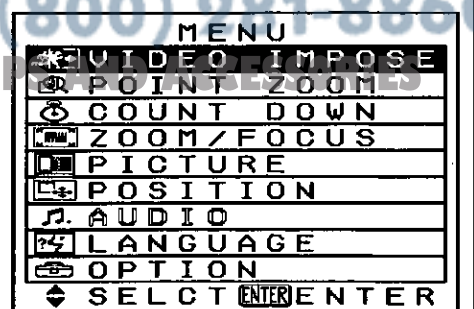 MENU
VIDEO IMPOSE
POINT ZOOM
COUNT DOWN
ZOOM/FOCUS
PICTURE
POSITION
AUDIO
LANGUAGE
OPTION
SELCT ENTER ENTER